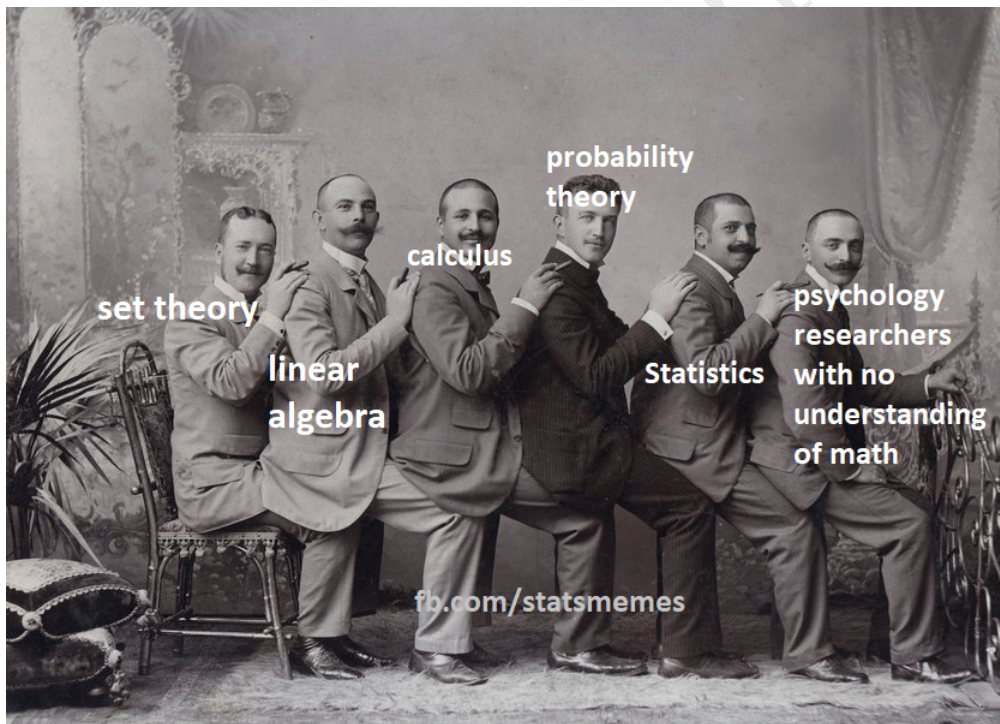 set theory
linear
algebra
calculus
probability
theory
Statistics
psychology
researchers
with no
understanding
of math
fb.com/statsmemes